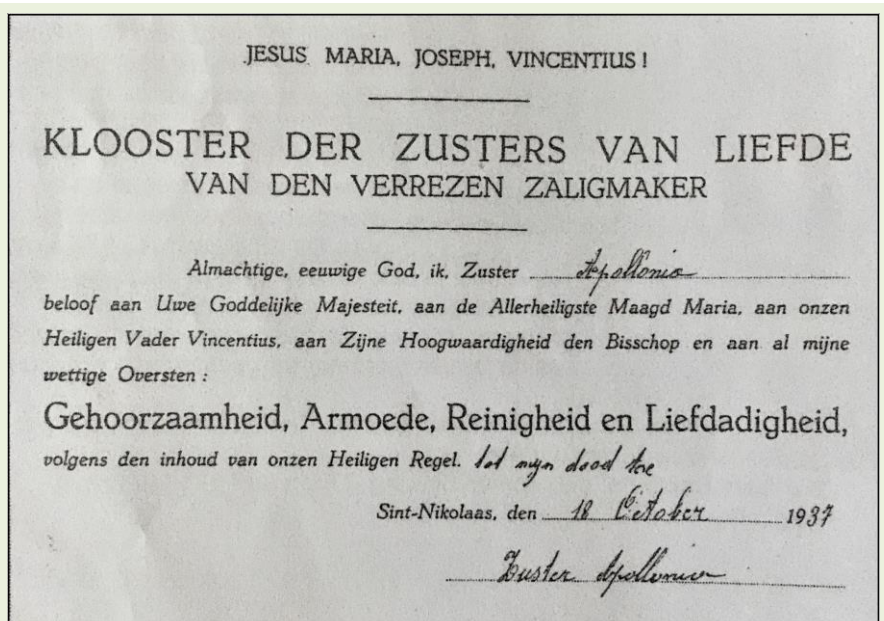 JESUS MARIA, JOSEPH, VINCENTIUS !
KLOOSTER DER ZUSTERS VAN LIEFDE
VAN DEN VERREZEN ZALIGMAKER
Almachtige, eeuwige God, ik, Zuster Apollonia
beloof aan Uwe Goddelijke Majesteit, aan de Allerheiligste Maagd Maria, aan onzen
Heiligen Vader Vincentius, aan Zijne Hoogwaardigheid den Bisschop en aan al mijne
wettige Oversten :
Gehoorzaamheid, Armoede, Reinigheid en Liefdadigheid,
volgens den inhoud van onzen Heiligen Regel. tot mijn dood toe
Sint-Nikolaas, den 18 October 1937
Zuster Apollonia